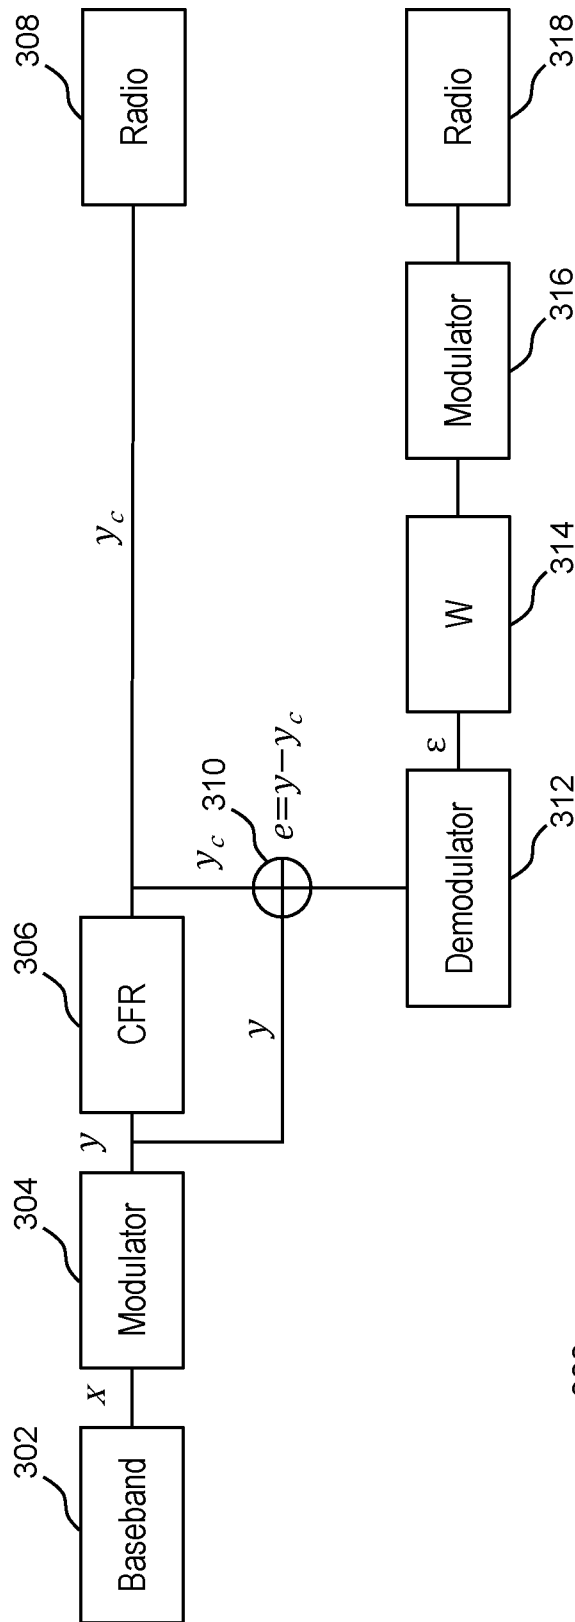 302
Baseband
x
304
Modulator
y
306
CFR
y_c
308
Radio
y
y_c
310
e=y−y_c
312
Demodulator
ε
314
W
316
Modulator
318
Radio